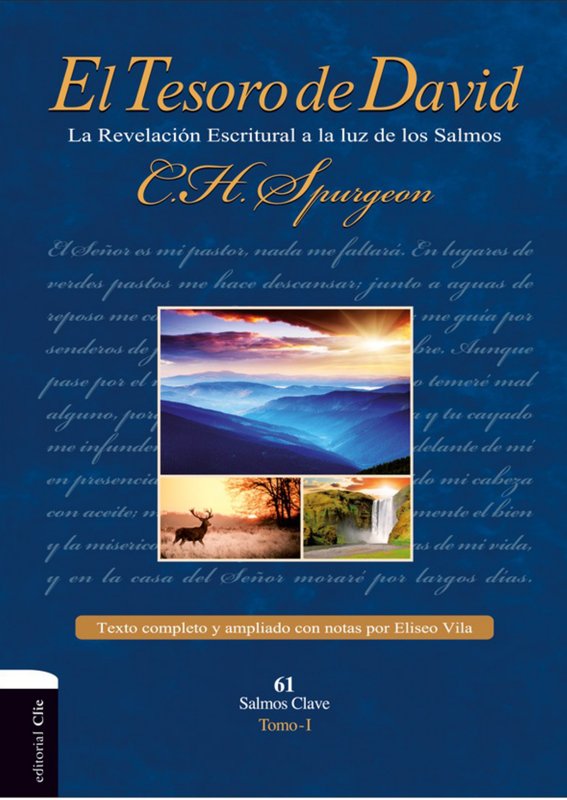 El Tesoro de David
La Revelación Escritural a la luz de los Salmos
C.H. Spurgeon
El Señor es mi pastor, nada me faltará. En lugares de
verdes pastos me hace descansar; junto a aguas de
reposo me me guía por
senderos de Aunque
pase por el temeré mal
alguno, y tu cayado
me infunden delante de mí
en presencia mi cabeza
con aceite; el bien
y la de mi vida,
y en la casa del Señor moraré por largos días.
Texto completo y ampliado con notas por Eliseo Vila
61
Salmos Clave
Tomo-I
editorial Clie